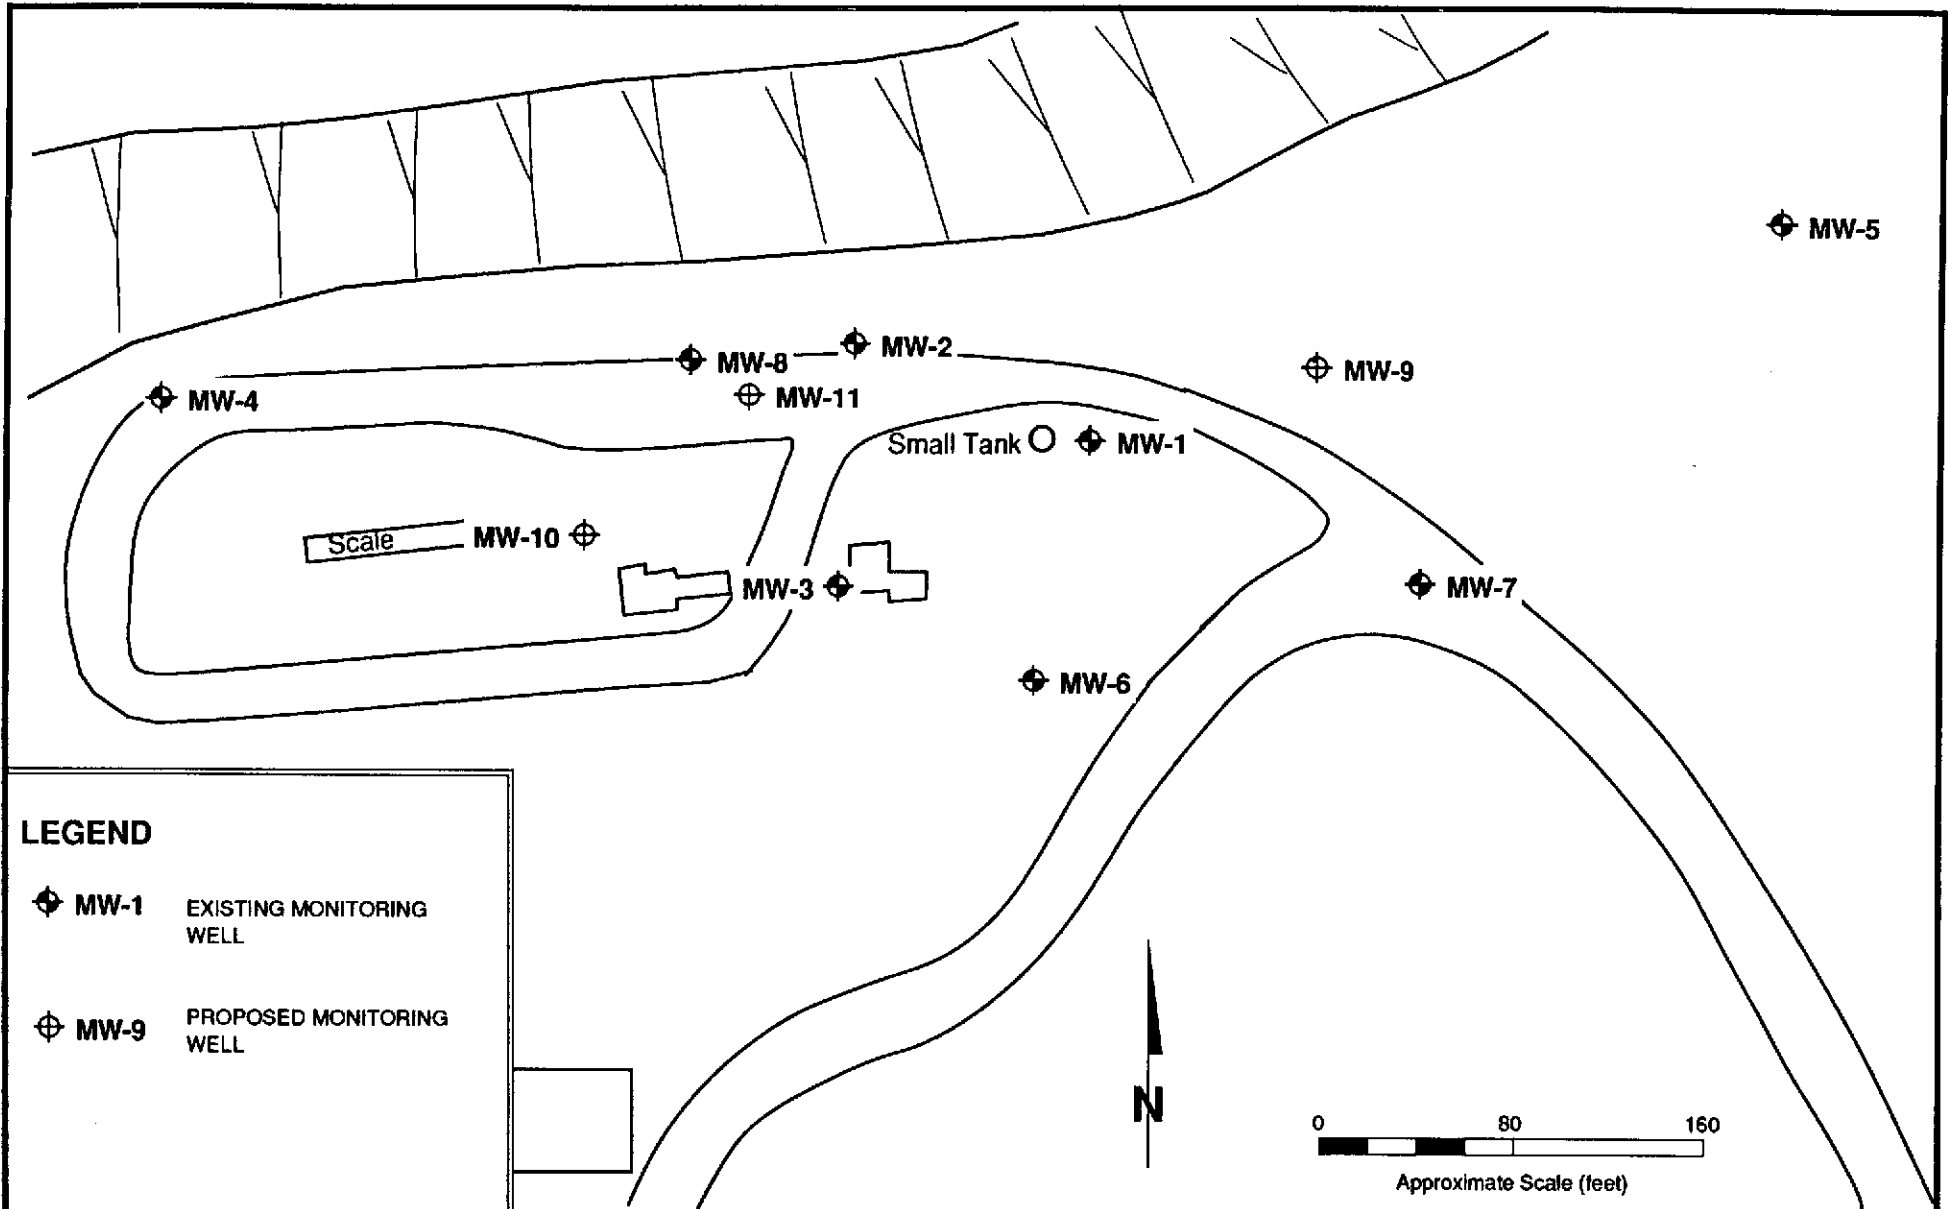 MW-5
MW-2
MW-8
MW-9
MW-4
MW-11
Small Tank
MW-1
Scale
MW-10
MW-3
MW-7
MW-6
LEGEND
MW-1
EXISTING MONITORING
WELL
MW-9
PROPOSED MONITORING
WELL
N
0 80 160
Approximate Scale (feet)